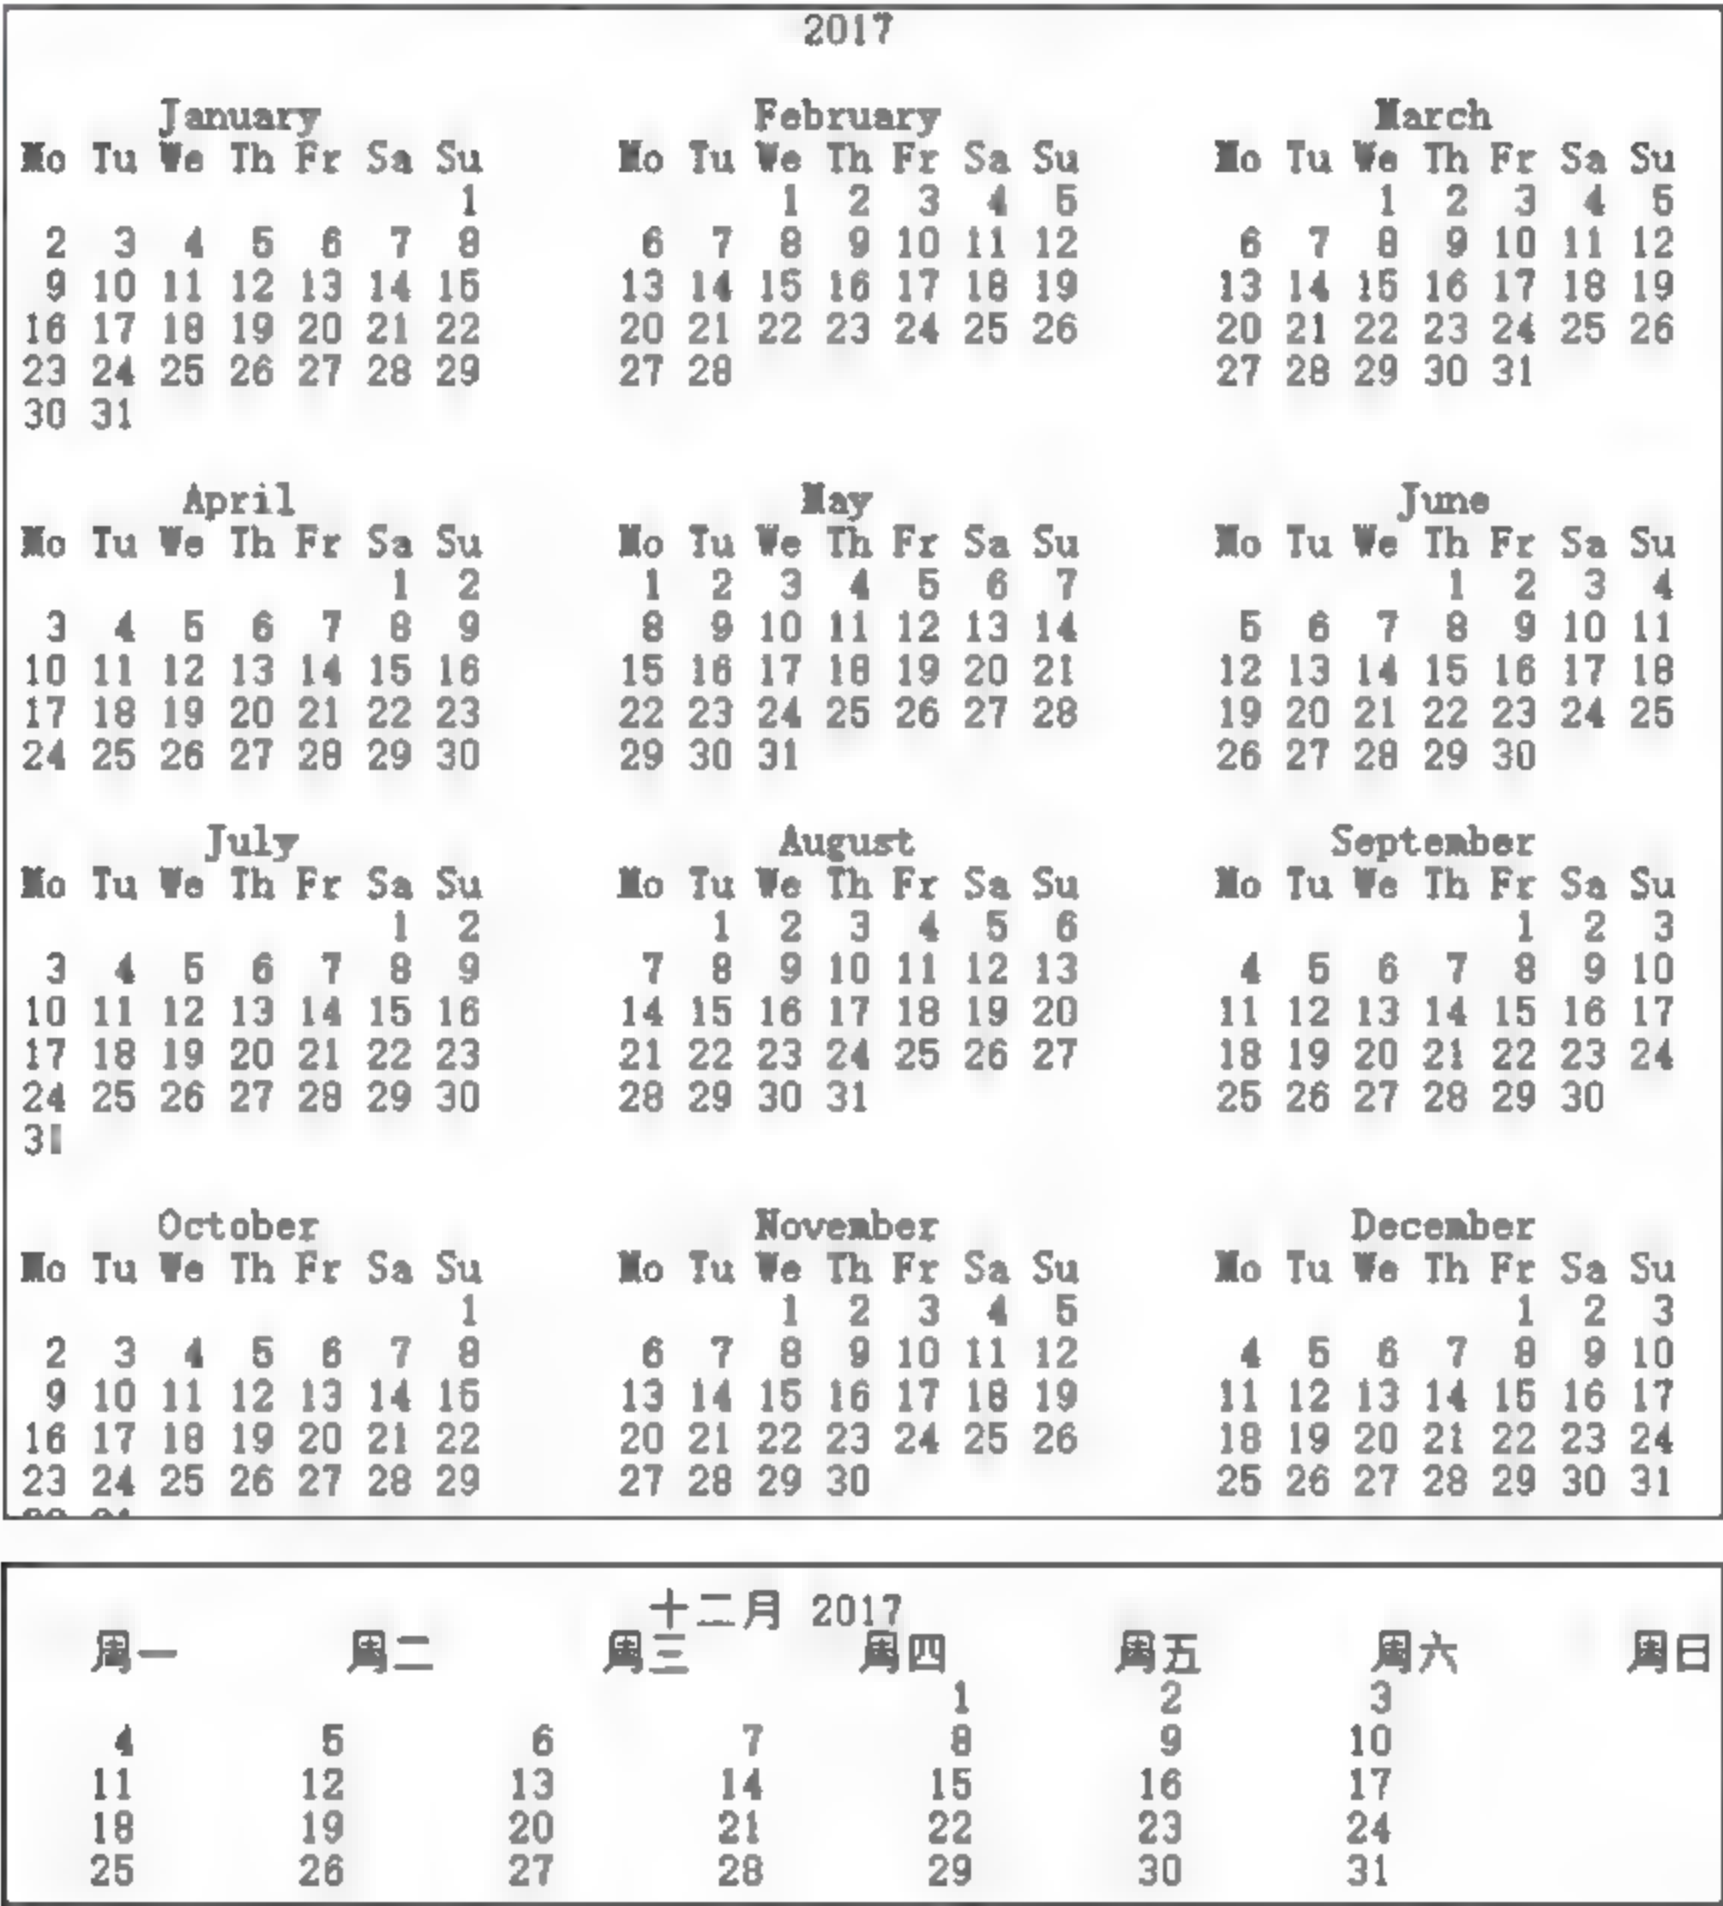 2017
January February March
Mo Tu We Th Fr Sa Su Mo Tu We Th Fr Sa Su Mo Tu We Th Fr Sa Su
1 1 2 3 4 5 1 2 3 4 5
2 3 4 5 6 7 8 6 7 8 9 10 11 12 6 7 8 9 10 11 12
9 10 11 12 13 14 15 13 14 15 16 17 18 19 13 14 15 16 17 18 19
16 17 18 19 20 21 22 20 21 22 23 24 25 26 20 21 22 23 24 25 26
23 24 25 26 27 28 29 27 28 27 28 29 30 31
30 31
April May June
Mo Tu We Th Fr Sa Su Mo Tu We Th Fr Sa Su Mo Tu We Th Fr Sa Su
1 2 1 2 3 4 5 6 7 1 2 3 4
3 4 5 6 7 8 9 8 9 10 11 12 13 14 5 6 7 8 9 10 11
10 11 12 13 14 15 16 15 16 17 18 19 20 21 12 13 14 15 16 17 18
17 18 19 20 21 22 23 22 23 24 25 26 27 28 19 20 21 22 23 24 25
24 25 26 27 28 29 30 29 30 31 26 27 28 29 30
July August September
Mo Tu We Th Fr Sa Su Mo Tu We Th Fr Sa Su Mo Tu We Th Fr Sa Su
1 2 1 2 3 4 5 6 1 2 3
3 4 5 6 7 8 9 7 8 9 10 11 12 13 4 5 6 7 8 9 10
10 11 12 13 14 15 16 14 15 16 17 18 19 20 11 12 13 14 15 16 17
17 18 19 20 21 22 23 21 22 23 24 25 26 27 18 19 20 21 22 23 24
24 25 26 27 28 29 30 28 29 30 31 25 26 27 28 29 30
31
October November December
Mo Tu We Th Fr Sa Su Mo Tu We Th Fr Sa Su Mo Tu We Th Fr Sa Su
1 1 2 3 4 5 1 2 3
2 3 4 5 6 7 8 6 7 8 9 10 11 12 4 5 6 7 8 9 10
9 10 11 12 13 14 15 13 14 15 16 17 18 19 11 12 13 14 15 16 17
16 17 18 19 20 21 22 20 21 22 23 24 25 26 18 19 20 21 22 23 24
23 24 25 26 27 28 29 27 28 29 30 25 26 27 28 29 30 31
十二月 2017
周一 周二 周三 周四 周五 周六 周日
1 2 3
4 5 6 7 8 9 10
11 12 13 14 15 16 17
18 19 20 21 22 23 24
25 26 27 28 29 30 31